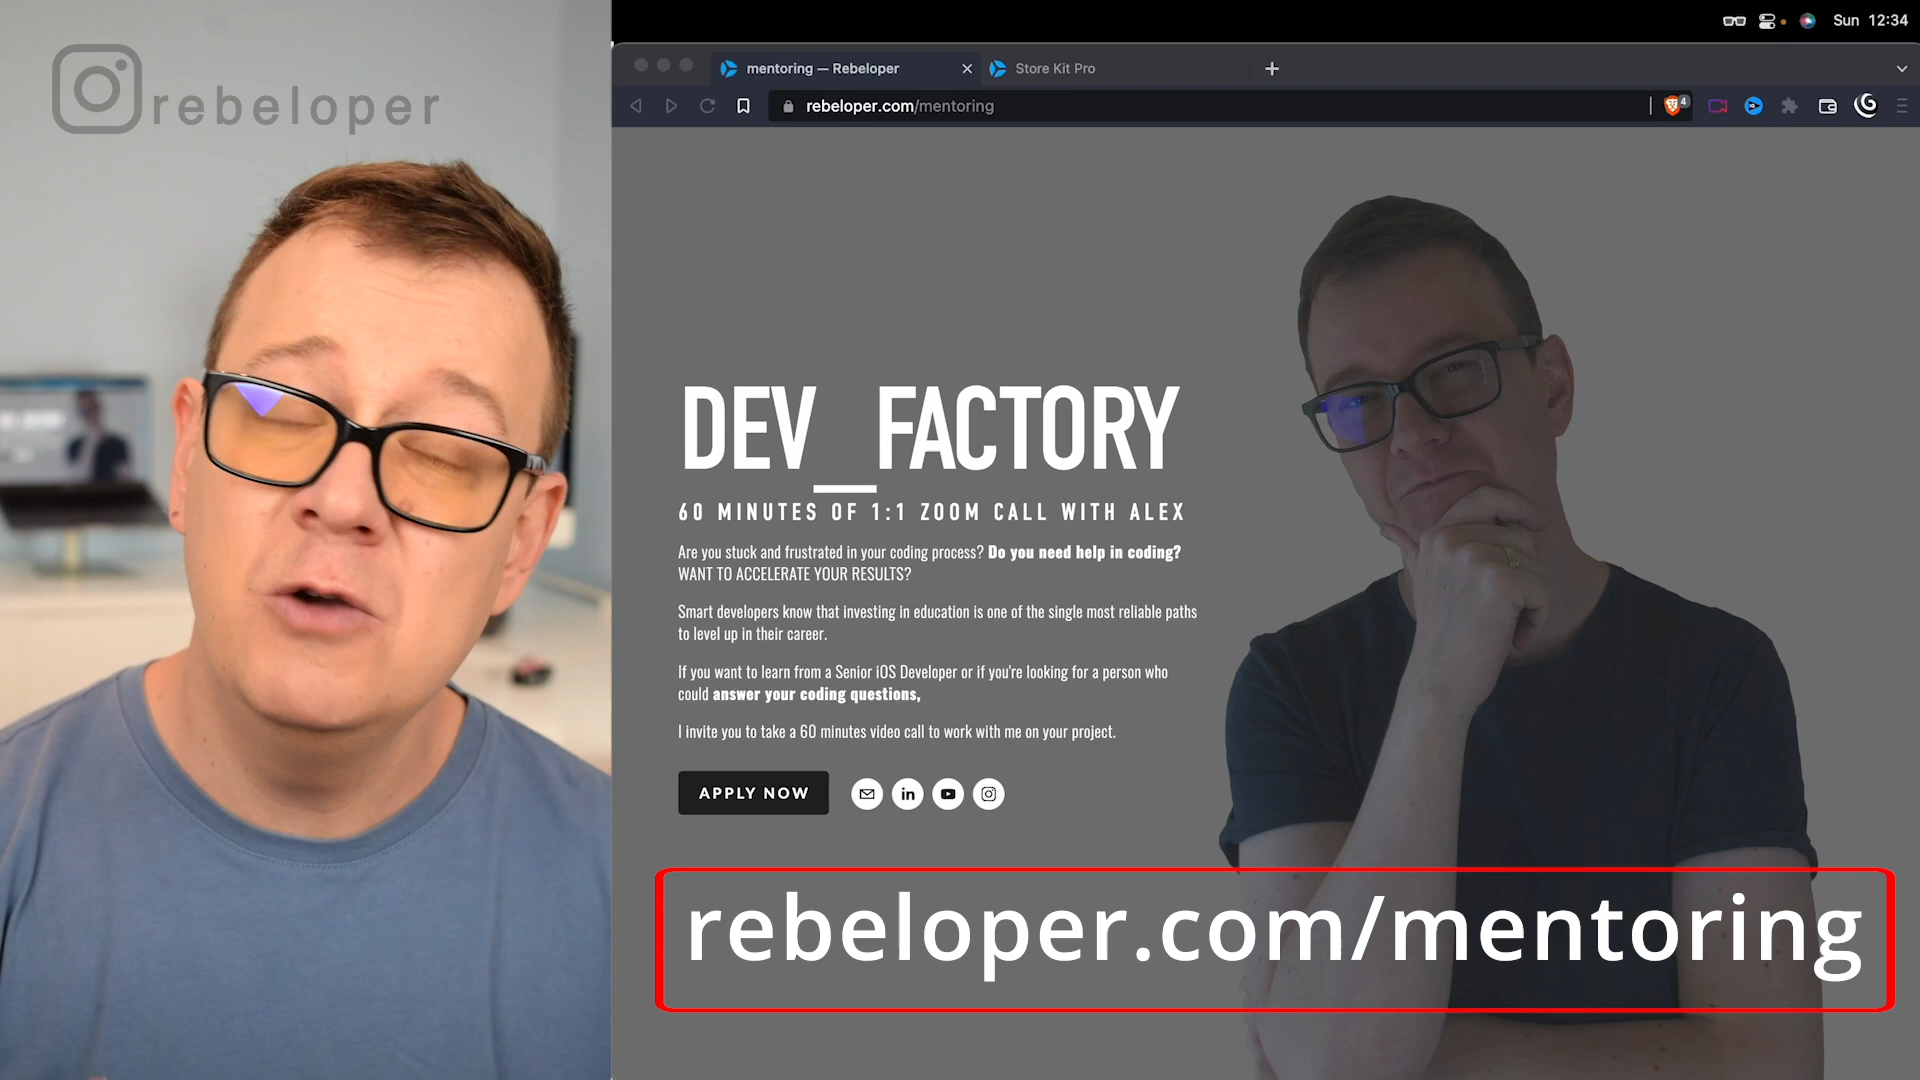 rebeloper
Sun 12:34
mentoring — Rebeloper
Store Kit Pro
rebeloper.com/mentoring
4
DEV_FACTORY
60 MINUTES OF 1:1 ZOOM CALL WITH ALEX
Are you stuck and frustrated in your coding process? Do you need help in coding?
WANT TO ACCELERATE YOUR RESULTS?
Smart developers know that investing in education is one of the single most reliable paths
to level up in their career.
If you want to learn from a Senior iOS Developer or if you're looking for a person who
could answer your coding questions,
I invite you to take a 60 minutes video call to work with me on your project.
APPLY NOW
in
rebeloper.com/mentoring